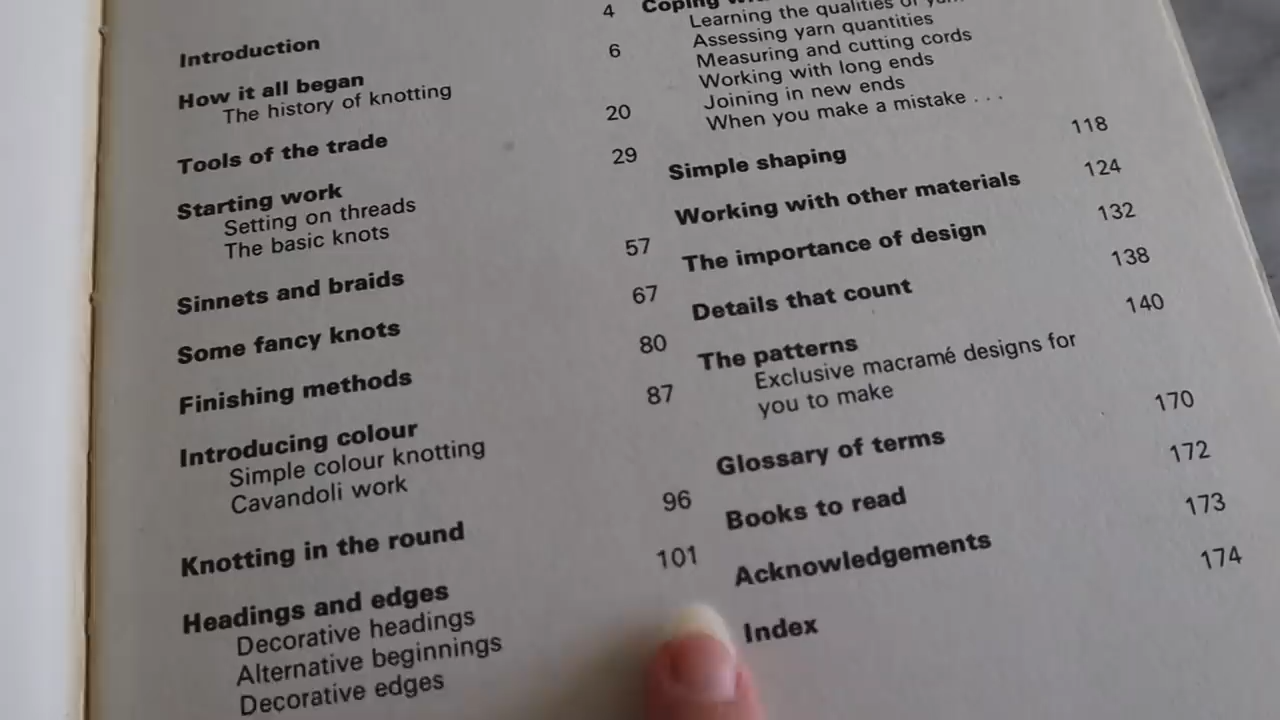 Introduction 4
How it all began 6
The history of knotting
Tools of the trade 20
Starting work 29
Setting on threads
The basic knots
Sinnets and braids 57
Some fancy knots 67
Finishing methods 80
Introducing colour 87
Simple colour knotting
Cavandoli work
Knotting in the round 96
Headings and edges 101
Decorative headings
Alternative beginnings
Decorative edges
Coping
Learning the qualities of
Assessing yarn quantities
Measuring and cutting cords
Working with long ends
Joining in new ends
When you make a mistake . . .
Simple shaping 118
Working with other materials 124
The importance of design 132
Details that count 138
The patterns 140
Exclusive macramé designs for
you to make
Glossary of terms 170
Books to read 172
Acknowledgements 173
Index 174